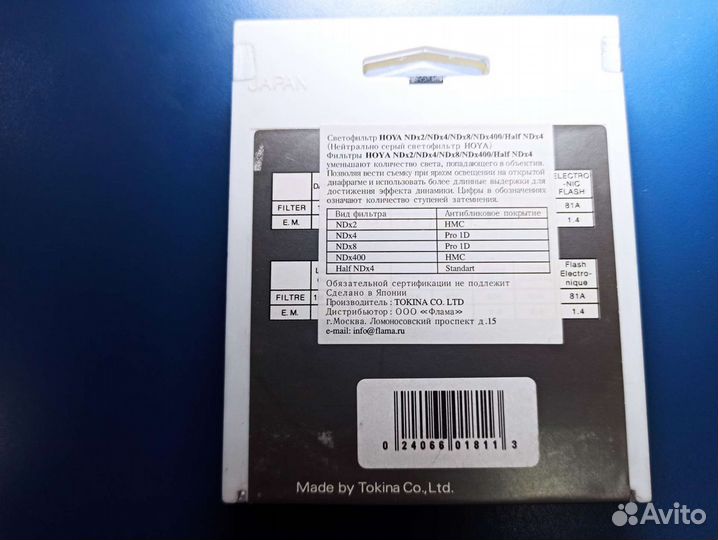 JAPAN
Светофильтр HOYA NDx2/NDx4/NDx8/NDx400/Half NDx4
(Нейтрально серый светофильтр HOYA)
Фильтры HOYA NDx2/NDx4/NDx8/NDx400/Half NDx4
уменьшают количество света, попадающего в объектив.
Позволяя вести съемку при ярком освещении на открытой
диафрагме и использовать более длинные выдержки для
достижения эффекта динамики. Цифры в обозначениях
означают количество ступеней затемнения.
Вид фильтра Антибликовое покрытие
NDx2 HMC
NDx4 Pro 1D
NDx8 Pro 1D
NDx400 HMC
Half NDx4 Standart
Обязательной сертификации не подлежит
Сделано в Японии
Производитель : TOKINA CO. LTD
Дистрибьютор : ООО «Флама»
г.Москва. Ломоносовский проспект д.15
e-mail: info@flama.ru
ELECTRO
-NIC
FLASH
FILTER 81A
E.M. 1.4
Flash
Electro-
nique
FILTRE 81A
E.M. 1.4
0 24066 01811 3
Made by Tokina Co., Ltd.
Avito